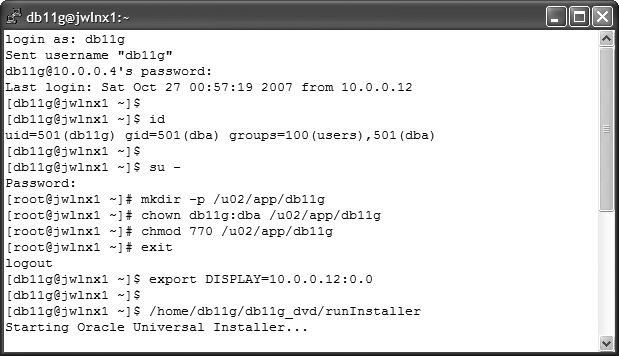 db11g@jwlnx1:~
login as: db11g
Sent username "db11g"
db11g@10.0.0.4's password:
Last login: Sat Oct 27 00:57:19 2007 from 10.0.0.12
[db11g@jwlnx1 ~]$
[db11g@jwlnx1 ~]$ id
uid=501(db11g) gid=501(dba) groups=100(users),501(dba)
[db11g@jwlnx1 ~]$
[db11g@jwlnx1 ~]$ su -
Password:
[root@jwlnx1 ~]# mkdir -p /u02/app/db11g
[root@jwlnx1 ~]# chown db11g:dba /u02/app/db11g
[root@jwlnx1 ~]# chmod 770 /u02/app/db11g
[root@jwlnx1 ~]# exit
logout
[db11g@jwlnx1 ~]$ export DISPLAY=10.0.0.12:0.0
[db11g@jwlnx1 ~]$
[db11g@jwlnx1 ~]$ /home/db11g/db11g_dvd/runInstaller
Starting Oracle Universal Installer...